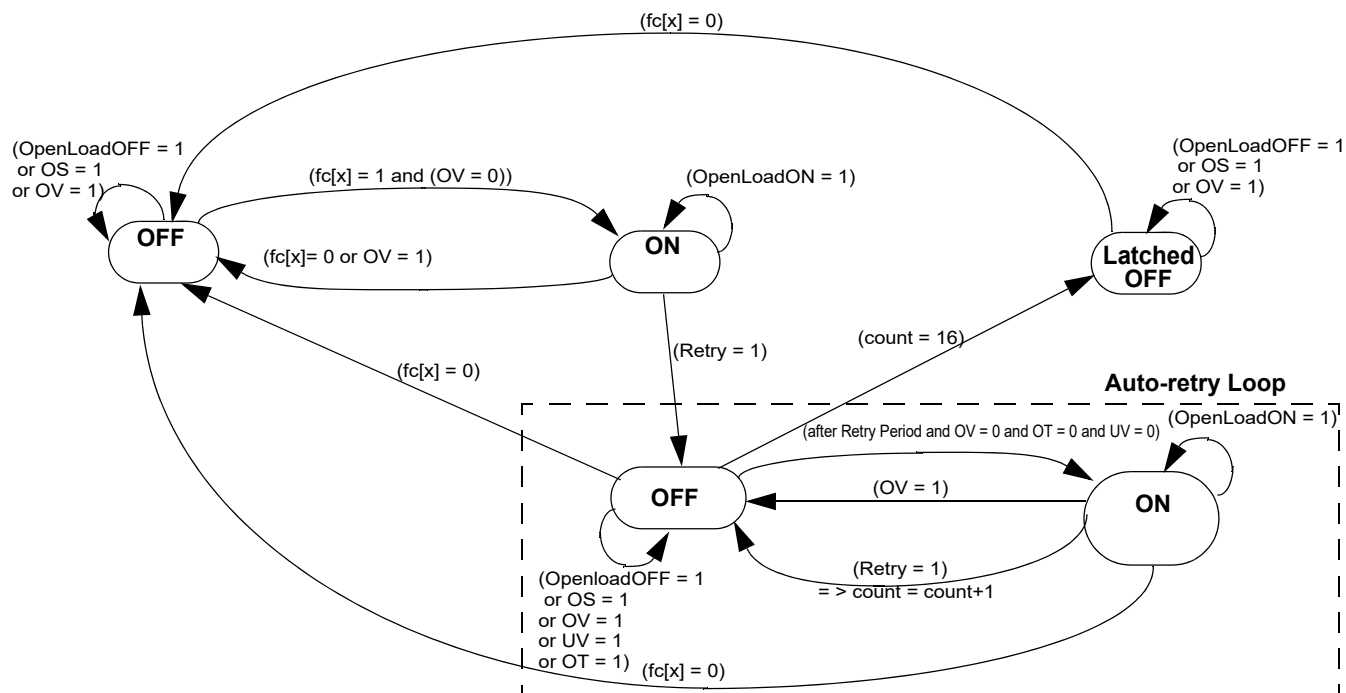 (fc[x] = 0)
(OpenLoadOFF = 1
or OS = 1
or OV = 1)
(fc[x] = 1 and (OV = 0))
(OpenLoadON = 1)
(OpenLoadOFF = 1
or OS = 1
or OV = 1)
OFF
ON
(fc[x]= 0 or OV = 1)
Latched
OFF
(Retry = 1)
(count = 16)
(fc[x] = 0)
Auto-retry Loop
(OpenLoadON = 1)
(after Retry Period and OV = 0 and OT = 0 and UV = 0)
OFF
(OV = 1)
ON
(Retry = 1)
= > count = count+1
(OpenloadOFF = 1
or OS = 1
or OV = 1
or UV = 1
or OT = 1)
(fc[x] = 0)